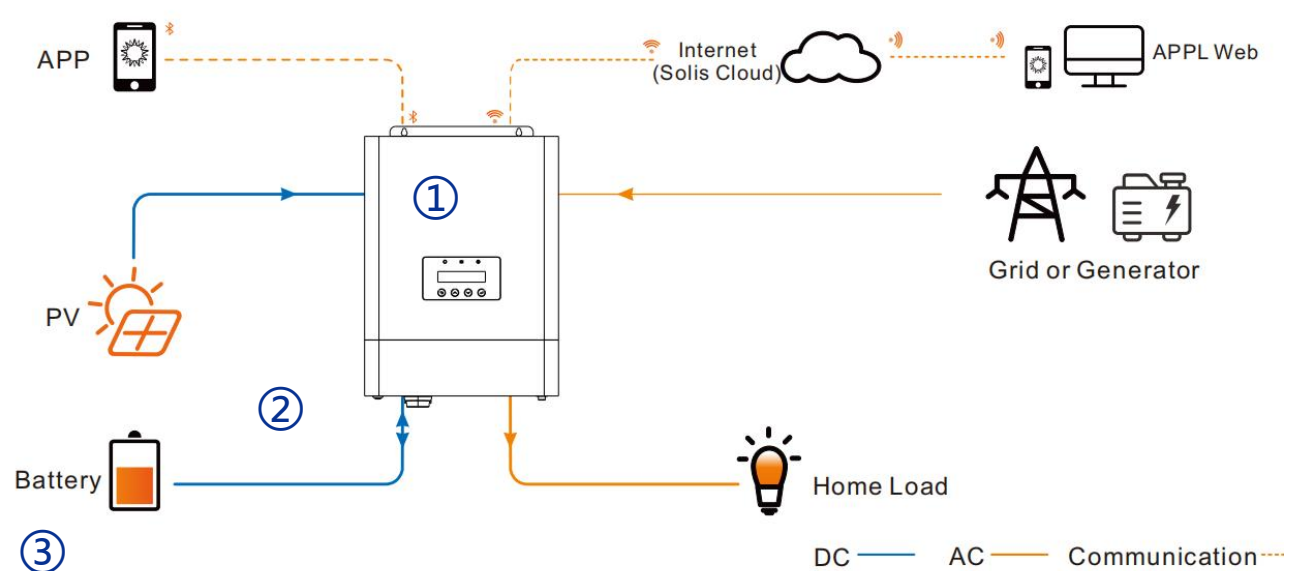 APP
Internet
(Solis Cloud)
APPL Web
①
Grid or Generator
PV
②
Battery
Home Load
③
DC
AC
Communication